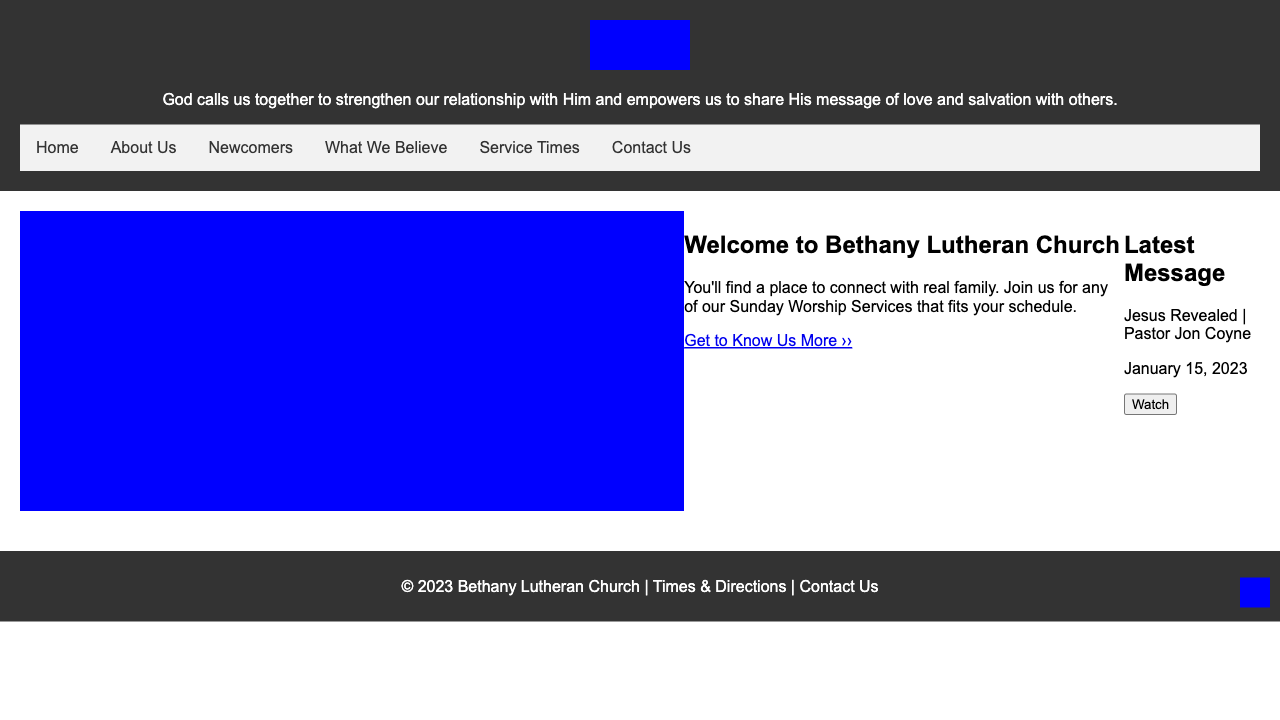 God calls us together to strengthen our relationship with Him and empowers us to share His message of love and salvation with others.
Home About Us Newcomers What We Believe Service Times Contact Us
Welcome to Bethany Lutheran Church
You'll find a place to connect with real family. Join us for any
of our Sunday Worship Services that fits your schedule.
Get to Know Us More ››
Latest
Message
Jesus Revealed |
Pastor Jon Coyne
January 15, 2023
Watch
© 2023 Bethany Lutheran Church | Times & Directions | Contact Us